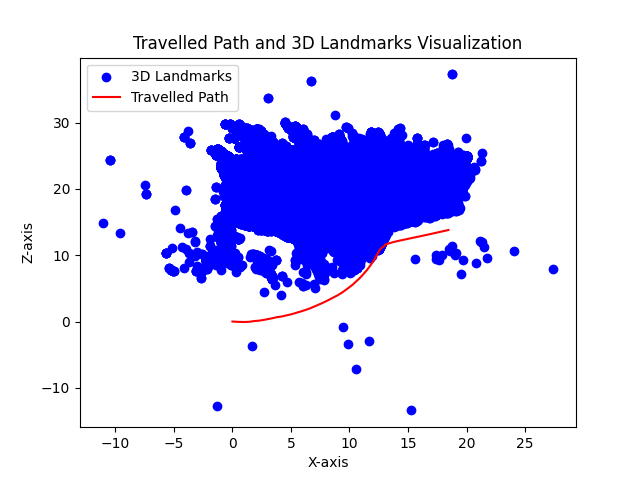 Travelled Path and 3D Landmarks Visualization
3D Landmarks
Travelled Path
Z-axis
30
20
10
0
−10
−10
−5
0
5
10
15
20
25
X-axis